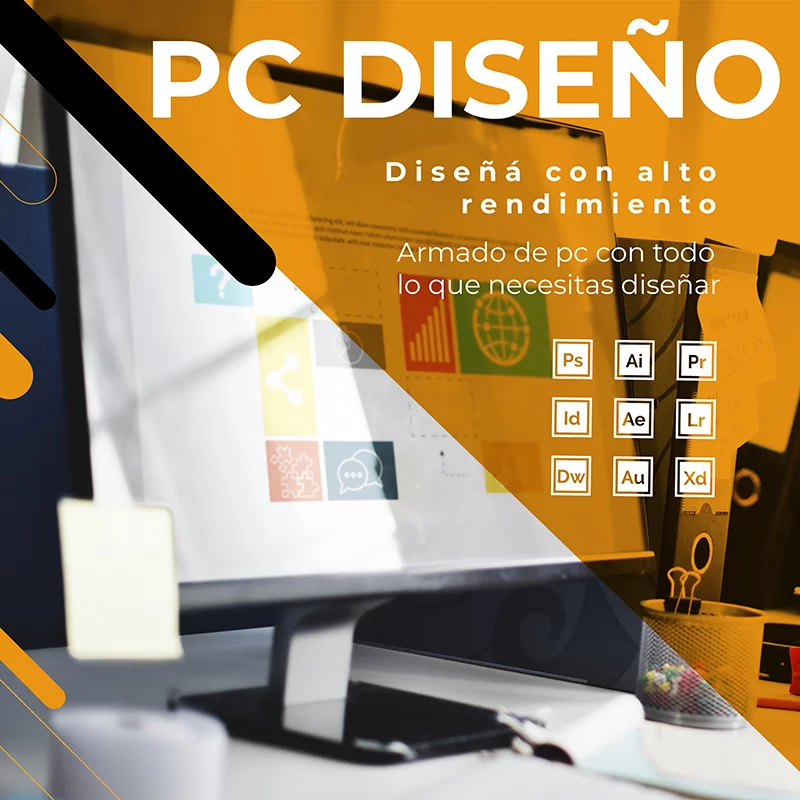 PC DISEÑO
Diseñá con alto
rendimiento
Armado de pc con todo
lo que necesitas diseñar
Ps Ai Pr
Id Ae Lr
Dw Au Xd
?